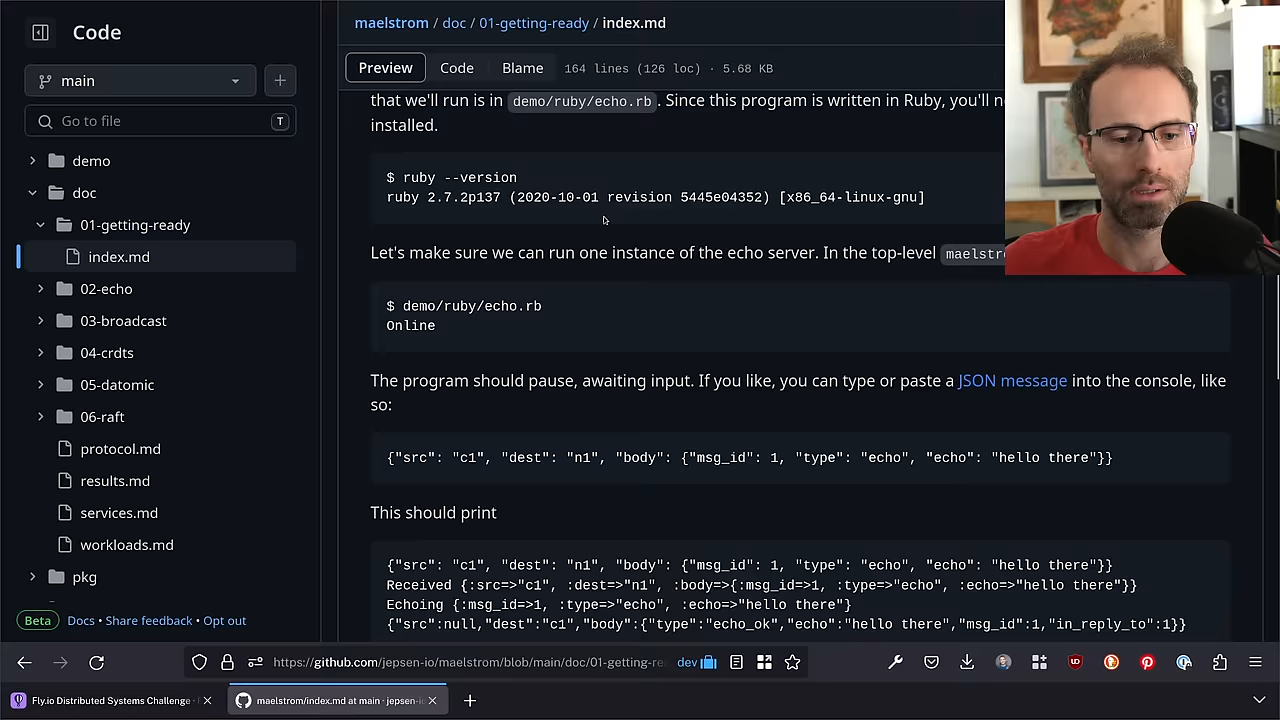 Code
main
Go to file
T
demo
doc
01-getting-ready
index.md
02-echo
03-broadcast
04-crdts
05-datomic
06-raft
protocol.md
results.md
services.md
workloads.md
pkg
Beta Docs • Share feedback • Opt out
maelstrom / doc / 01-getting-ready / index.md
Preview Code Blame 164 lines (126 loc) · 5.68 KB
that we'll run is in demo/ruby/echo.rb. Since this program is written in Ruby, you'll
installed.
$ ruby --version
ruby 2.7.2p137 (2020-10-01 revision 5445e04352) [x86_64-linux-gnu]
Let's make sure we can run one instance of the echo server. In the top-level maelstro
$ demo/ruby/echo.rb
Online
The program should pause, awaiting input. If you like, you can type or paste a JSON message into the console, like
so:
{"src": "c1", "dest": "n1", "body": {"msg_id": 1, "type": "echo", "echo": "hello there"}}
This should print
{"src": "c1", "dest": "n1", "body": {"msg_id": 1, "type": "echo", "echo": "hello there"}}
Received {:src=>"c1", :dest=>"n1", :body=>{:msg_id=>1, :type=>"echo", :echo=>"hello there"}}
Echoing {:msg_id=>1, :type=>"echo", :echo=>"hello there"}
{"src":null,"dest":"c1","body":{"type":"echo_ok","echo":"hello there","msg_id":1,"in_reply_to":1}}
https://github.com/jepsen-io/maelstrom/blob/main/doc/01-getting-re dev
Fly.io Distributed Systems Challenge
maelstrom/index.md at main · jepsen-